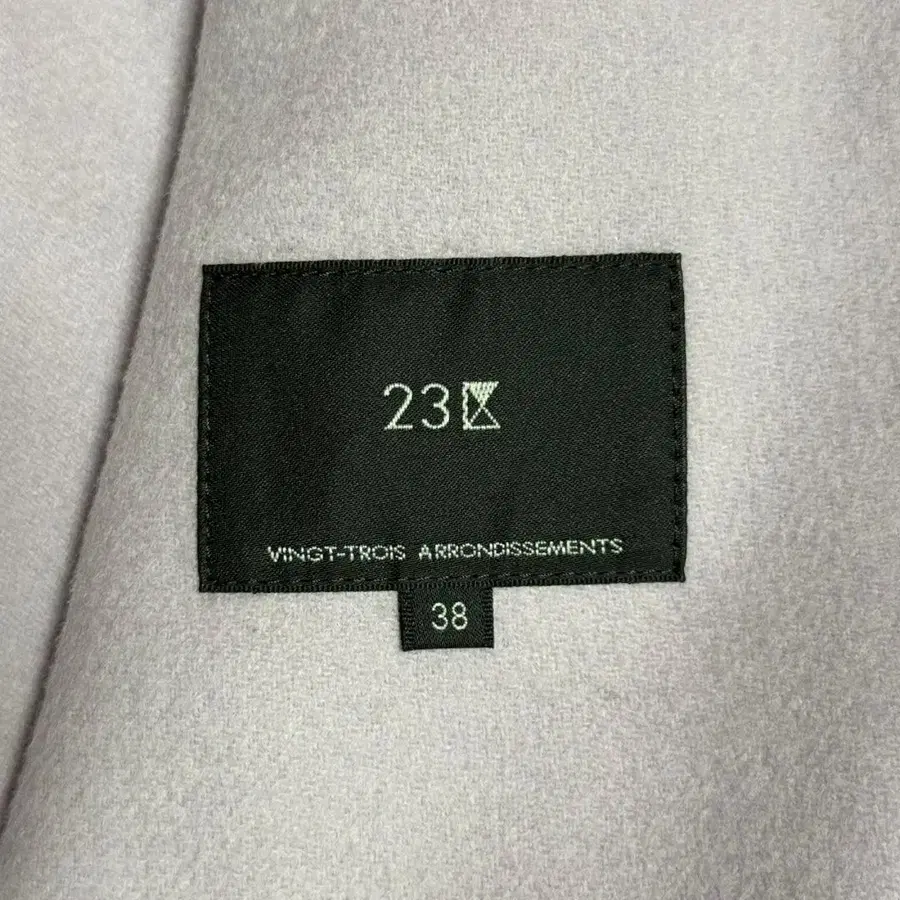 23区
VINGT-TROIS ARRONDISSEMENTS
38